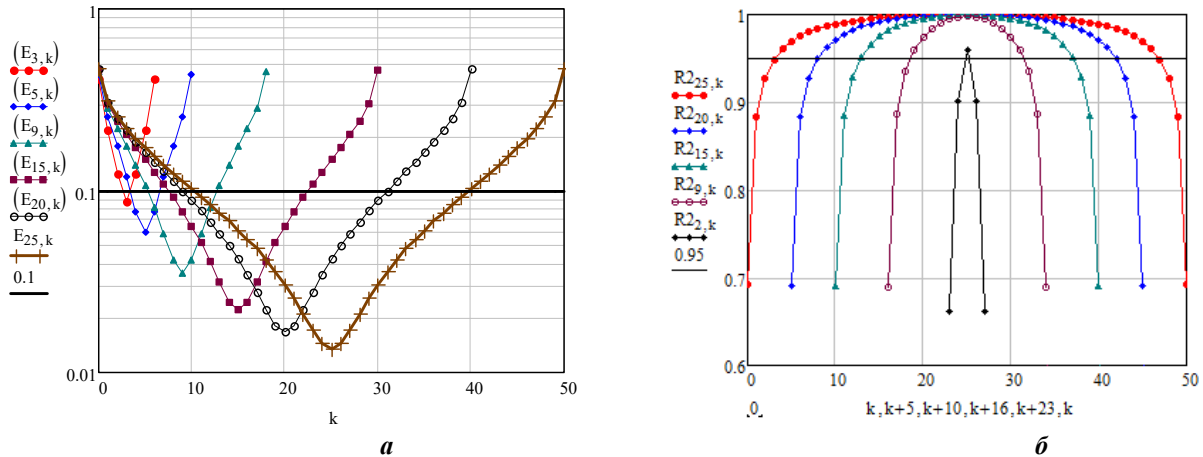 (E3,k)
(E5,k)
(E9,k)
(E15,k)
(E20,k)
E25,k
0.1
1
0.1
0.01
0 10 20 30 40 50
k
а
R2 25,k
R2 20,k
R2 15,k
R2 9,k
R2 2,k
0.95
1
0.9
0.8
0.7
0.6
0 10 20 30 40 50
0 k , k+5 , k+10 , k+16 , k+23 , k
б